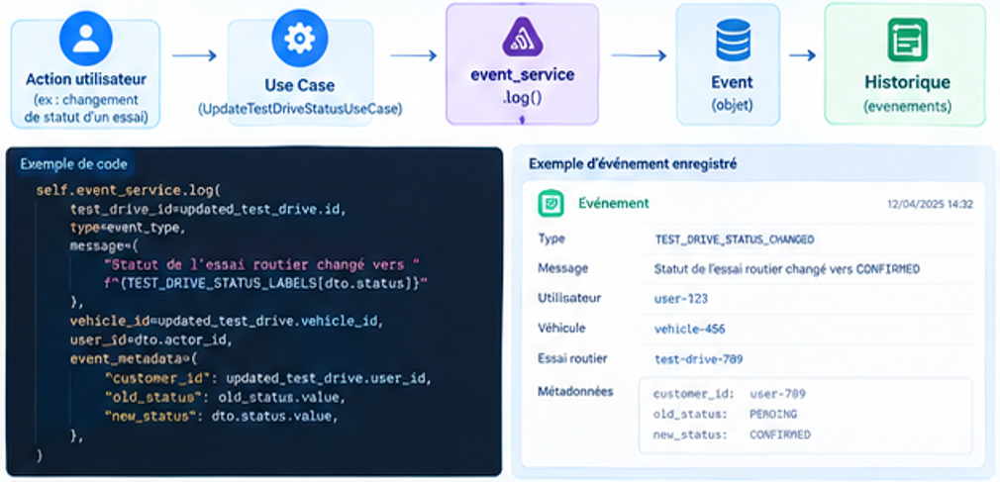 Action utilisateur
(ex : changement
de statut d'un essai)
Use Case
(UpdateTestDriveStatusUseCase)
event_service
.log()
Event
(objet)
Historique
(evenements)
Exemple de code
self.event_service.log(
test_drive_id=updated_test_drive.id,
type=event_type,
message=(
"Statut de l'essai routier changé vers "
f"{TEST_DRIVE_STATUS_LABELS[dto.status]}"
},
vehicle_id=updated_test_drive.vehicle_id,
user_id=dto.actor_id,
event_metadata=(
"customer_id": updated_test_drive.user_id,
"old_status": old_status.value,
"new_status": dto.status.value,
},
)
Exemple d'événement enregistré
Evénement
12/04/2025 14:32
Type TEST_DRIVE_STATUS_CHANGED
Message Statut de l'essai routier changé vers CONFIRMED
Utilisateur user-123
Véhicule vehicle-456
Essai routier test-drive-789
Métadonnées
customer_id: user-789
old_status: PENDING
new_status: CONFIRMED